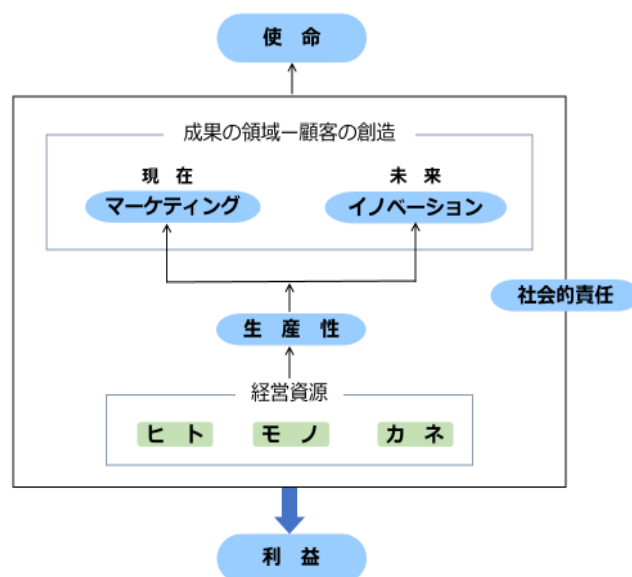 使　命
成果の領域ー顧客の創造
現　在
未　来
マーケティング
イノベーション
社会的責任
生　産　性
経営資源
ヒ　ト
モ　ノ
カ　ネ
利　益